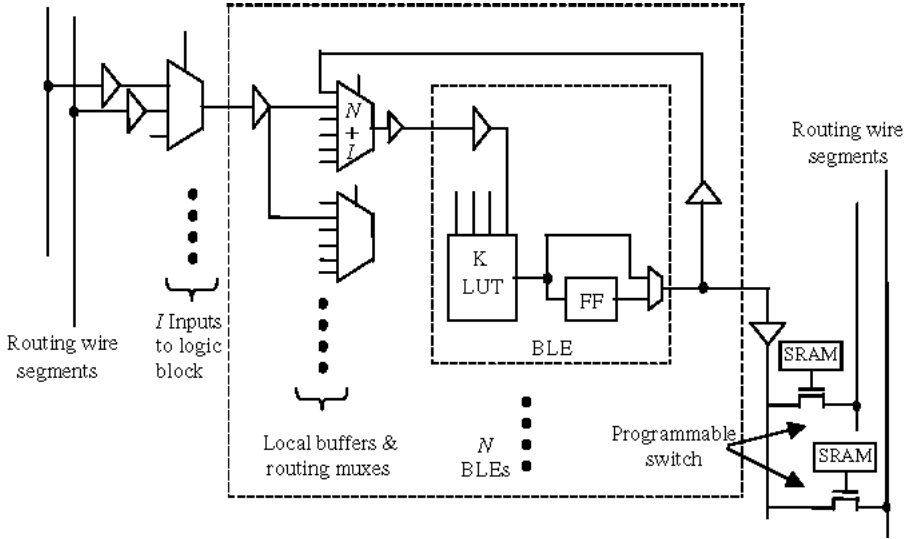 Routing wire
segments
I Inputs
to logic
block
N
+
I
Local buffers &
routing muxes
K
LUT
FF
BLE
N
BLEs
Programmable
switch
SRAM
SRAM
Routing wire
segments